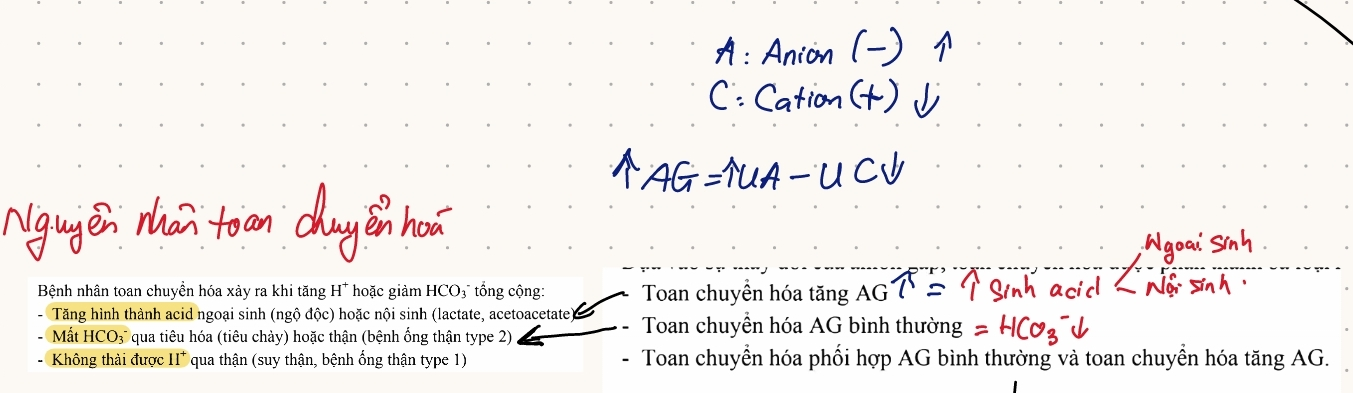 A : Anion (-) ↑
C : Cation (+) ↓
↑ AG = ↑UA - UC↓
Nguyên nhân toan chuyển hoá
Bệnh nhân toan chuyển hóa xảy ra khi tăng H⁺ hoặc giảm HCO₃⁻ tổng cộng:
- Tăng hình thành acid ngoại sinh (ngộ độc) hoặc nội sinh (lactate, acetoacetate)
- Mất HCO₃⁻ qua tiêu hóa (tiêu chảy) hoặc thận (bệnh ống thận type 2)
- Không thải được H⁺ qua thận (suy thận, bệnh ống thận type 1)
Ngoại sinh
- Toan chuyển hóa tăng AG ↑ = ↑ Sinh acid < Nội sinh
- Toan chuyển hóa AG bình thường = HCO₃⁻↓
- Toan chuyển hóa phối hợp AG bình thường và toan chuyển hóa tăng AG.